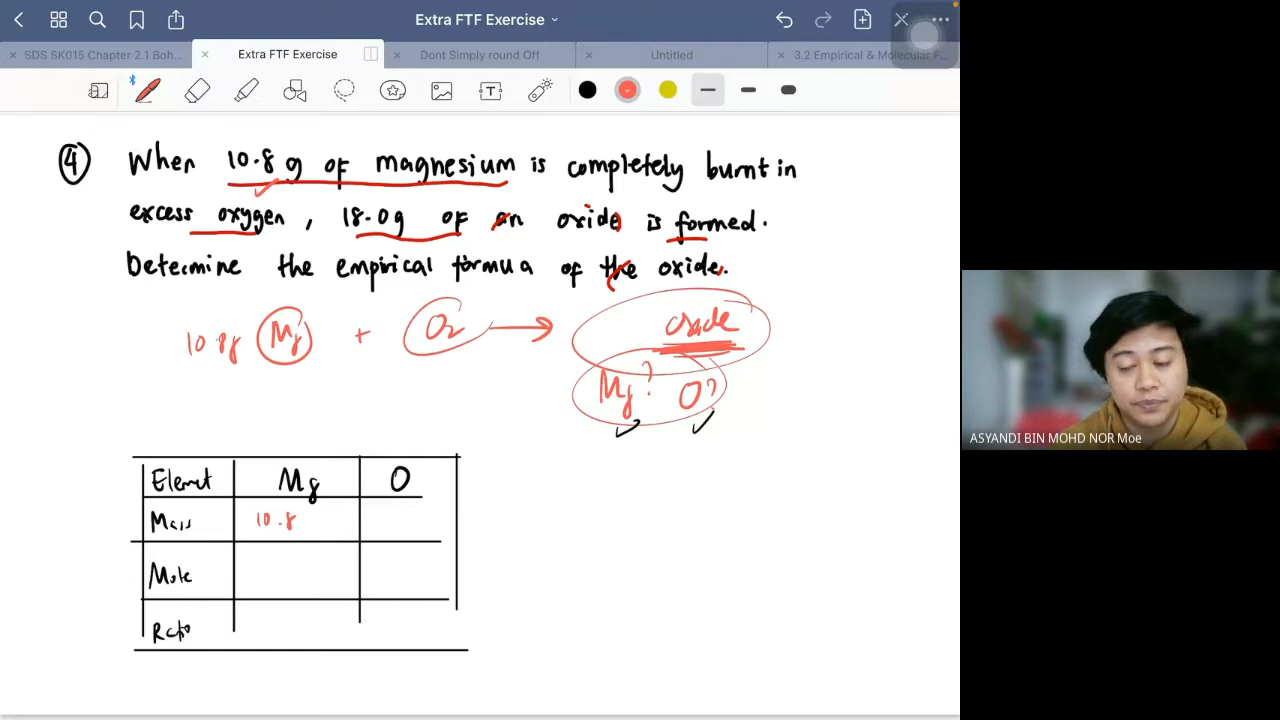 Extra FTF Exercise
SDS SK015 Chapter 2.1 Boh...
Extra FTF Exercise
Dont Simply round Off
Untitled
3.2 Empirical & Molecular F...
④ When 10.8 g of magnesium is completely burnt in
excess oxygen, 18.0g of an oxide is formed.
Determine the empirical formua of the oxide.
10.8g Mg + O2 → oxide
Mg? O?
Element Mg O
Mass 10.8
Mole
Ratio
ASYANDI BIN MOHD NOR Moe